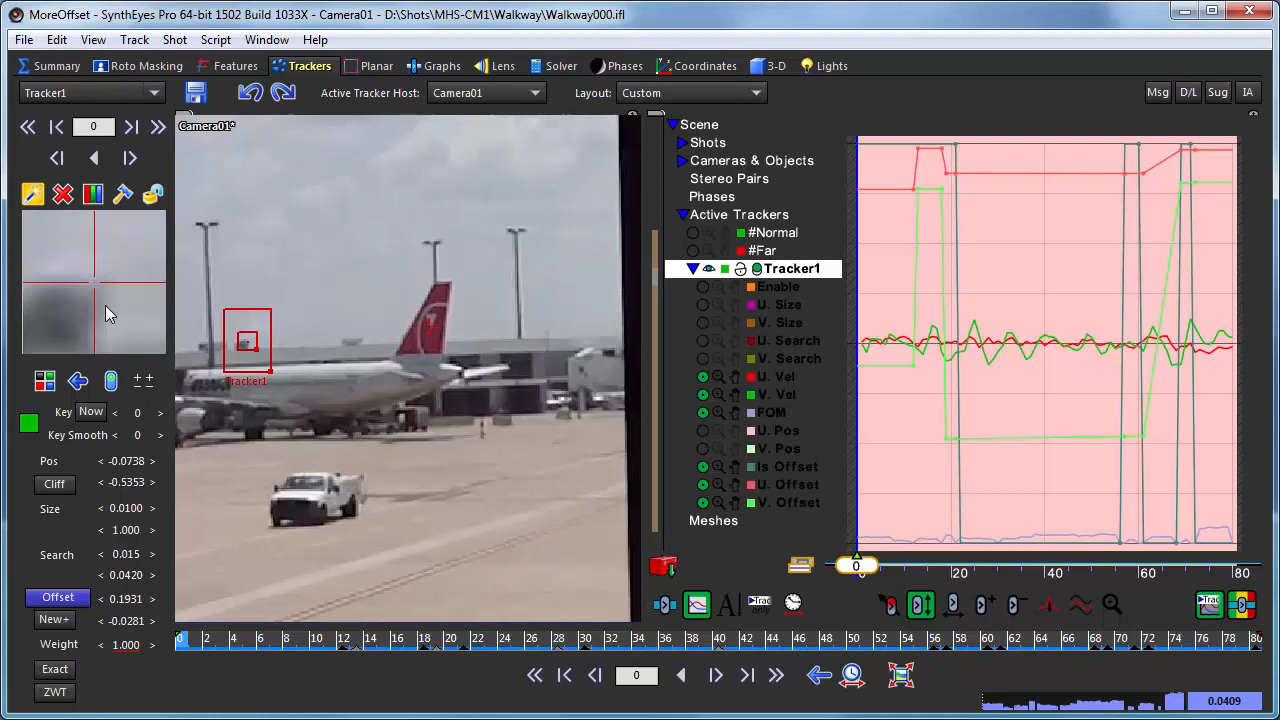 MoreOffset - SynthEyes Pro 64-bit 1502 Build 1033X - Camera01 - D:\Shots\MHS-CM1\Walkway\Walkway000.ifl
File Edit View Track Shot Script Window Help
Summary Roto Masking Features Trackers Planar Graphs Lens Solver Phases Coordinates 3-D Lights
Tracker1 Active Tracker Host: Camera01 Layout: Custom Msg D/L Sug IA
0
Camera01*
Tracker1
Key Now < 0 >
Key Smooth < 0 >
Pos < -0.0738 >
Cliff < -0.5353 >
Size < 0.0100 >
< 1.000 >
Search < 0.015 >
< 0.0420 >
Offset < 0.1931 >
New+ < -0.0281 >
Weight < 1.000 >
Exact
ZWT
Scene
Shots
Cameras & Objects
Stereo Pairs
Phases
Active Trackers
#Normal
#Far
Tracker1
Enable
U. Size
V. Size
U. Search
V. Search
U. Vel
V. Vel
FOM
U. Pos
V. Pos
Is Offset
U. Offset
V. Offset
Meshes
0 20 40 60 80
A Trac only Trac
0 2 4 6 8 10 12 14 16 18 20 22 24 26 28 30 32 34 36 38 40 42 44 46 48 50 52 54 56 58 60 62 64 66 68 70 72 74 76 78 80
0
0.0409